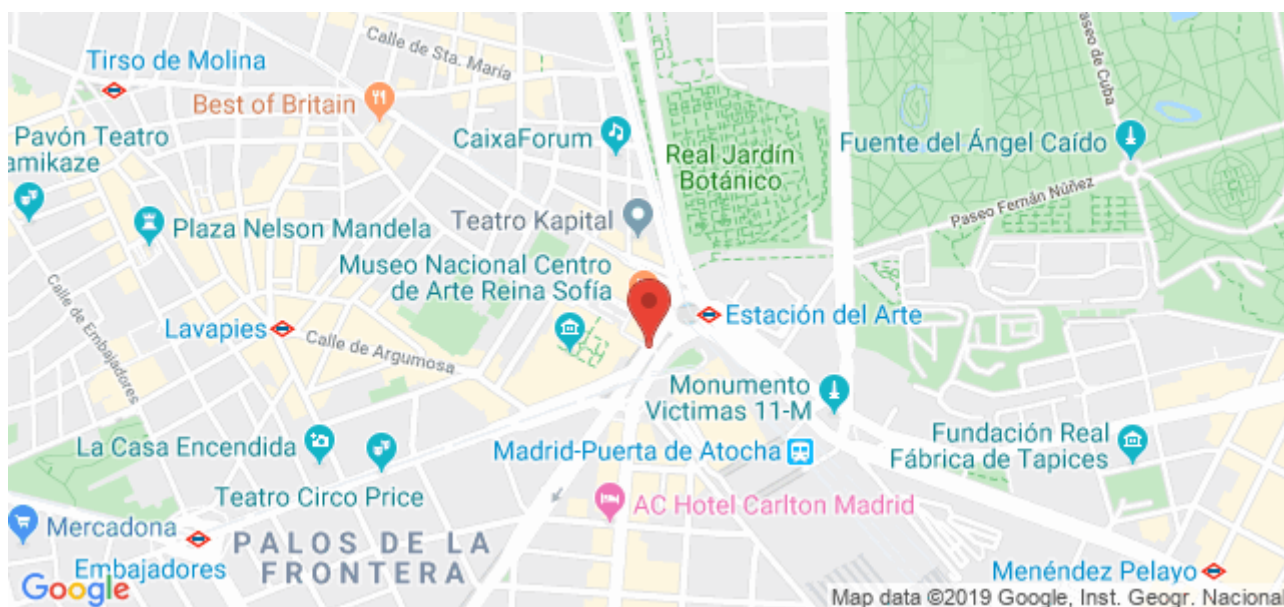 Calle de Sta. María
Tirso de Molina
Best of Britain
Paseo de Cuba
Pavón Teatro
amikaze
CaixaForum
Real Jardín
Botánico
Fuente del Ángel Caído
Paseo Fernán Núñez
Plaza Nelson Mandela
Teatro Kapital
Museo Nacional Centro
de Arte Reina Sofía
Calle de Embajadores
Lavapies
Calle de Argumosa
Estación del Arte
Monumento
Victimas 11-M
La Casa Encendida
Madrid-Puerta de Atocha
Fundación Real
Fábrica de Tapices
Teatro Circo Price
AC Hotel Carlton Madrid
Mercadona
PALOS DE LA
FRONTERA
Embajadores
Menéndez Pelayo
Google
Map data ©2019 Google, Inst. Geogr. Naciona